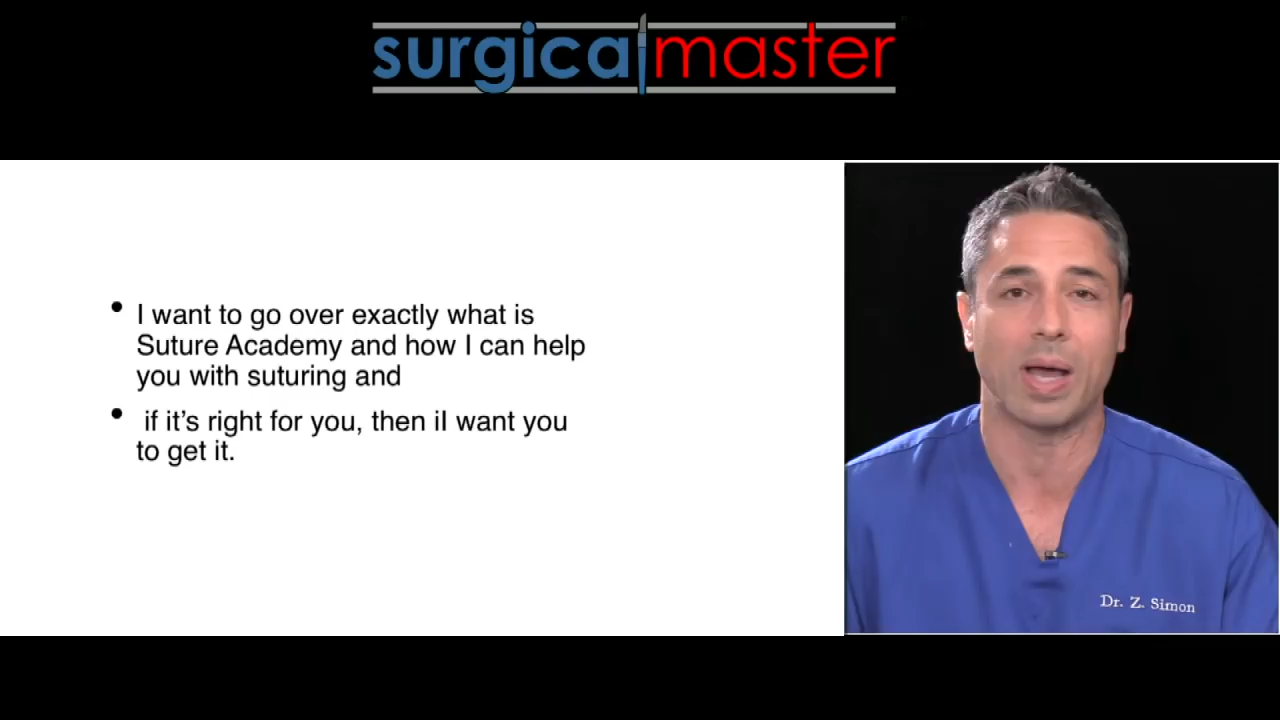 surgicalmaster
• I want to go over exactly what is
Suture Academy and how I can help
you with suturing and
• if it's right for you, then iI want you
to get it.
Dr. Z. Simon